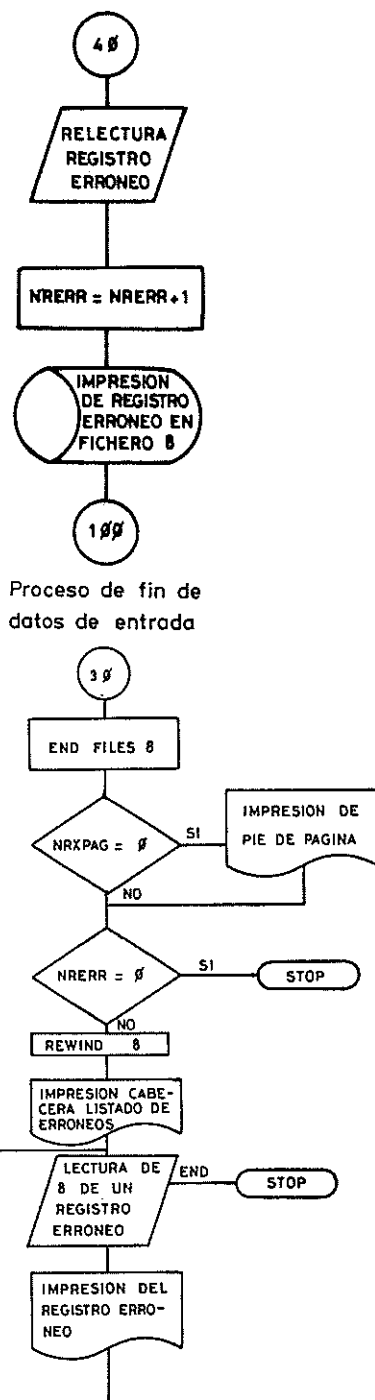 4Ø
RELECTURA
REGISTRO
ERRONEO
NRERR = NRERR+1
IMPRESION
DE REGISTRO
ERRONEO EN
FICHERO 8
1ØØ
Proceso de fin de
datos de entrada
3Ø
END FILES 8
NRXPAG = Ø
SI
IMPRESION DE
PIE DE PAGINA
NO
NRERR = Ø
SI
STOP
NO
REWIND 8
IMPRESION CABE-
CERA LISTADO DE
ERRONEOS
LECTURA DE
8 DE UN
REGISTRO
ERRONEO
END
STOP
IMPRESION DEL
REGISTRO ERRO-
NEO